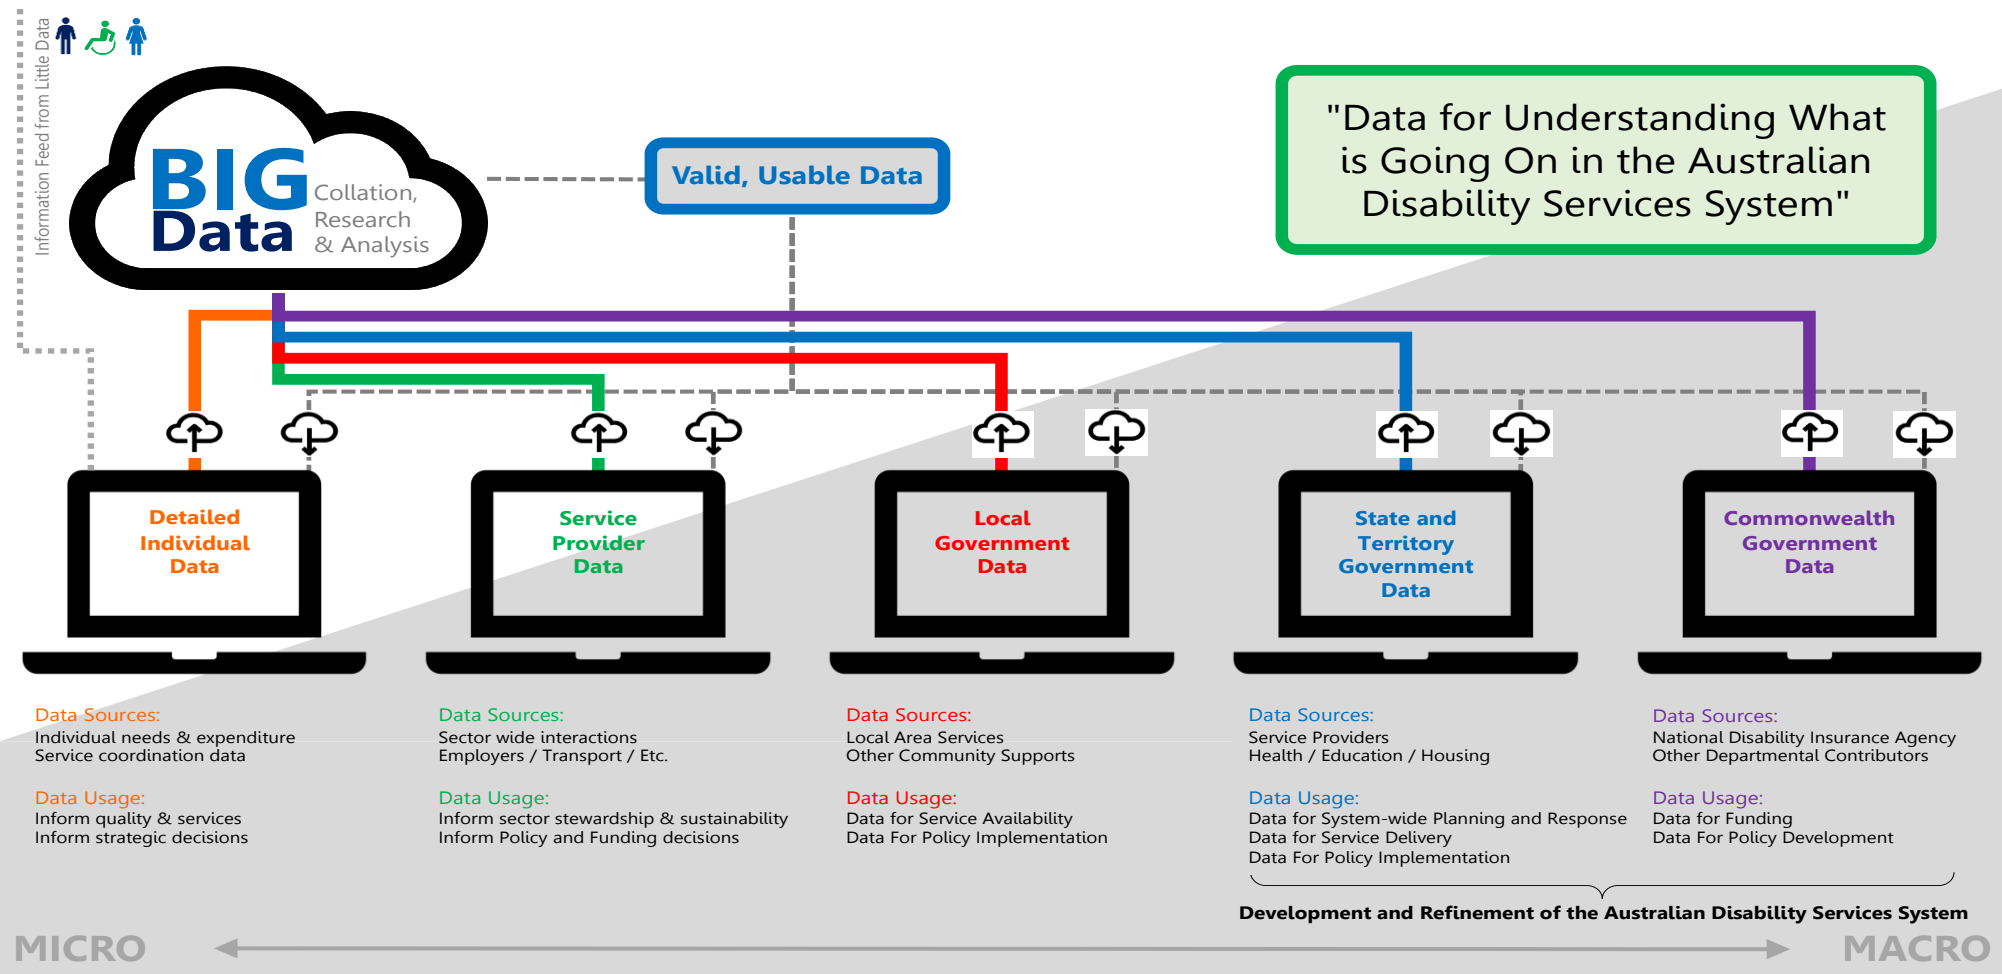 Information Feed from Little Data
BIG
Data
Collation,
Research
& Analysis
Valid, Usable Data
"Data for Understanding What
is Going On in the Australian
Disability Services System"
Detailed
Individual
Data
Service
Provider
Data
Local
Government
Data
State and
Territory
Government
Data
Commonwealth
Government
Data
Data Sources:
Individual needs & expenditure
Service coordination data
Data Usage:
Inform quality & services
Inform strategic decisions
Data Sources:
Sector wide interactions
Employers / Transport / Etc.
Data Usage:
Inform sector stewardship & sustainability
Inform Policy and Funding decisions
Data Sources:
Local Area Services
Other Community Supports
Data Usage:
Data for Service Availability
Data For Policy Implementation
Data Sources:
Service Providers
Health / Education / Housing
Data Usage:
Data for System-wide Planning and Response
Data for Service Delivery
Data For Policy Implementation
Data Sources:
National Disability Insurance Agency
Other Departmental Contributors
Data Usage:
Data for Funding
Data For Policy Development
Development and Refinement of the Australian Disability Services System
MICRO
MACRO